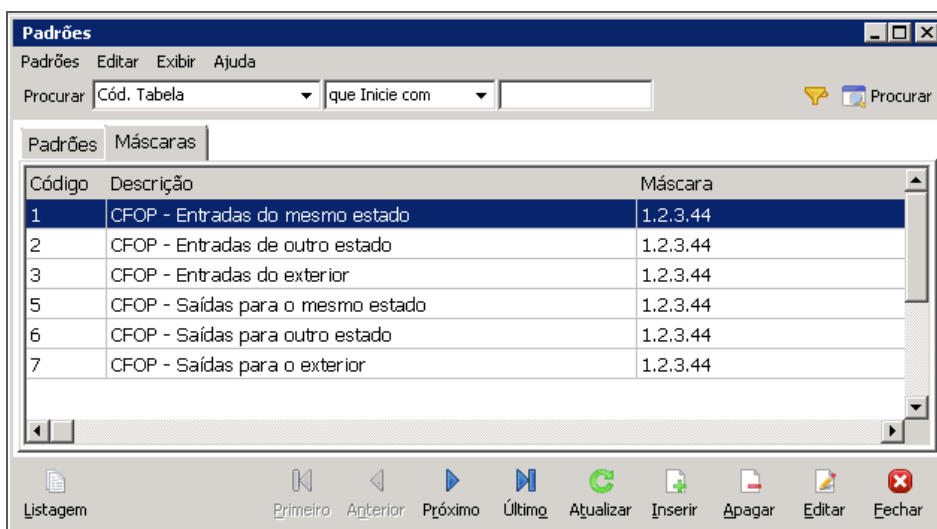 Padrões
Padrões Editar Exibir Ajuda
Procurar Cód. Tabela que Inicie com Procurar
Padrões Máscaras
Código Descrição Máscara
1 CFOP - Entradas do mesmo estado 1.2.3.44
2 CFOP - Entradas de outro estado 1.2.3.44
3 CFOP - Entradas do exterior 1.2.3.44
5 CFOP - Saídas para o mesmo estado 1.2.3.44
6 CFOP - Saídas para outro estado 1.2.3.44
7 CFOP - Saídas para o exterior 1.2.3.44
Listagem Primeiro Anterior Próximo Último Atualizar Inserir Apagar Editar Fechar